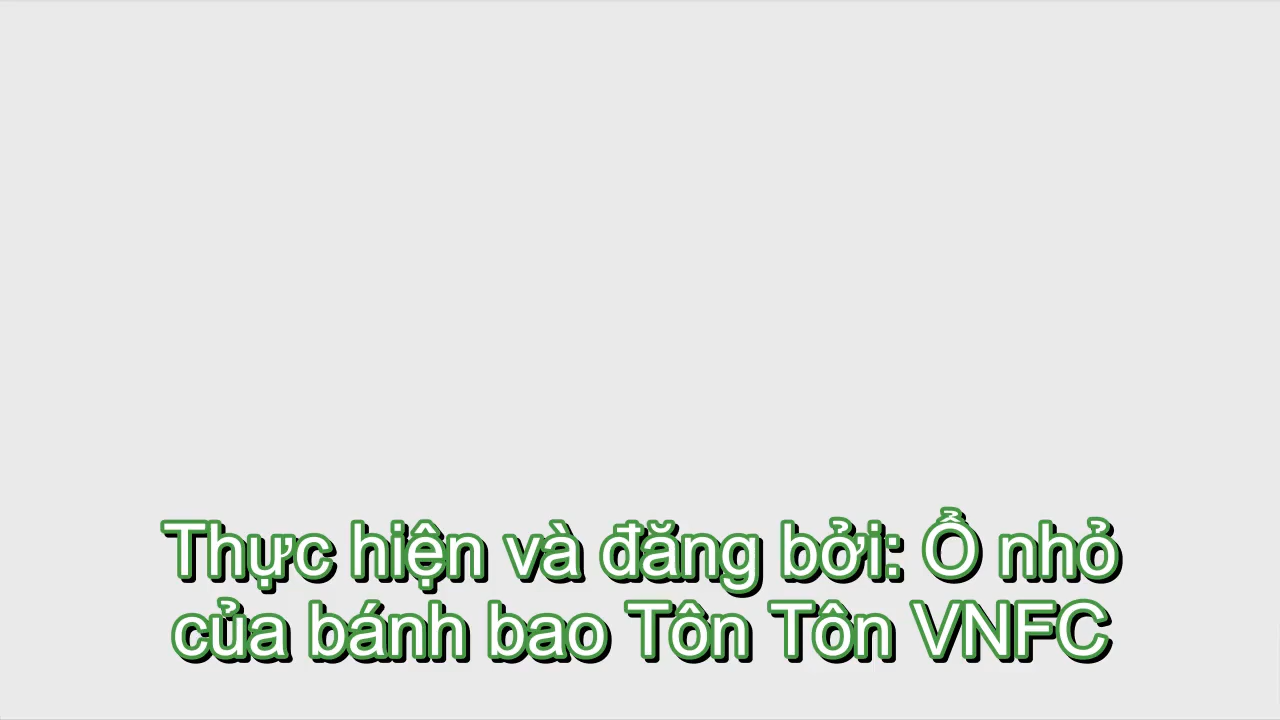 Thực hiện và đăng bởi: Ổ nhỏ
của bánh bao Tôn Tôn VNFC